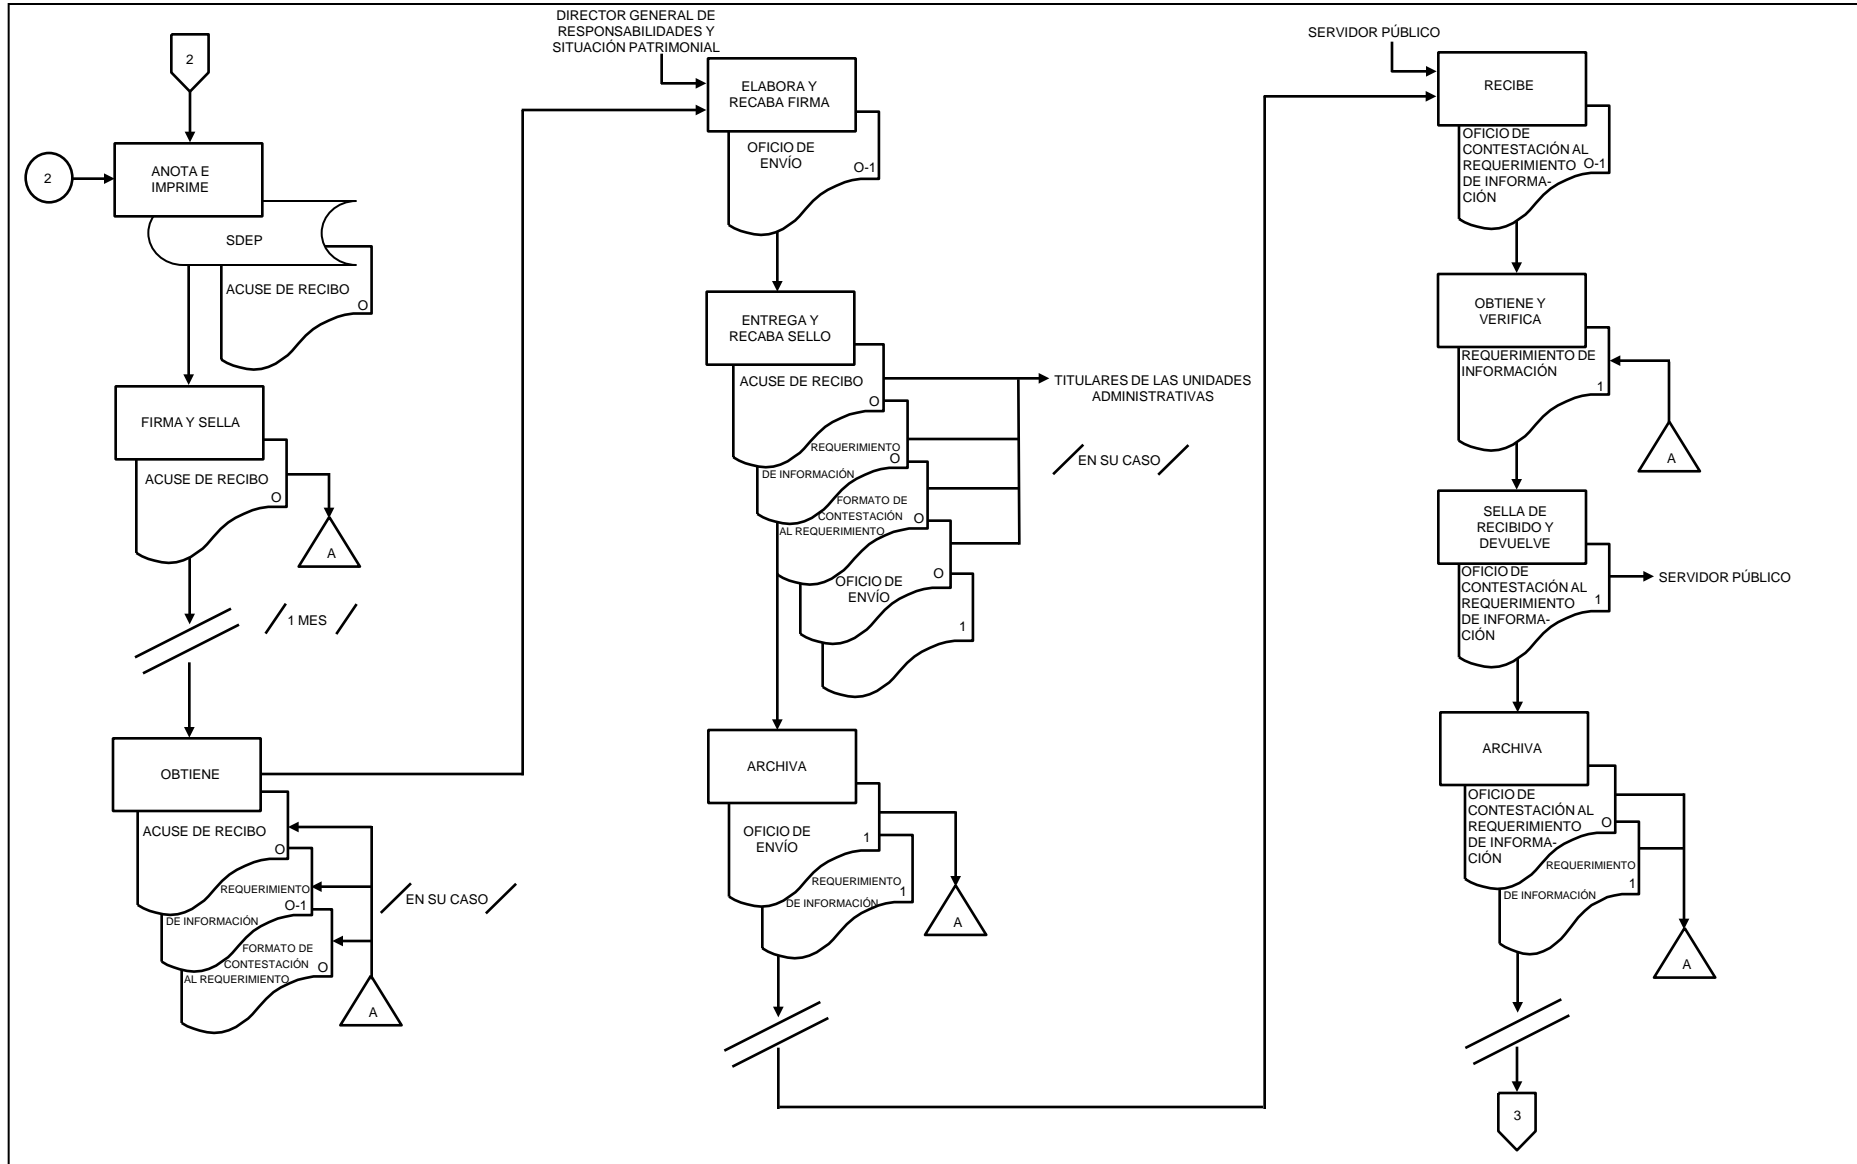 2
2
ANOTA E
IMPRIME
SDEP
ACUSE DE RECIBO
O
FIRMA Y SELLA
ACUSE DE RECIBO
O
A
1 MES
OBTIENE
ACUSE DE RECIBO
O
REQUERIMIENTO
O-1
DE INFORMACIÓN
FORMATO DE
CONTESTACIÓN
O
AL REQUERIMIENTO
EN SU CASO
A
DIRECTOR GENERAL DE
RESPONSABILIDADES Y
SITUACIÓN PATRIMONIAL
ELABORA Y
RECABA FIRMA
OFICIO DE
ENVÍO
O-1
ENTREGA Y
RECABA SELLO
ACUSE DE RECIBO
O
REQUERIMIENTO
O
DE INFORMACIÓN
FORMATO DE
CONTESTACIÓN
O
AL REQUERIMIENTO
OFICIO DE
ENVÍO
O
1
TITULARES DE LAS UNIDADES
ADMINISTRATIVAS
EN SU CASO
ARCHIVA
OFICIO DE
ENVÍO
1
REQUERIMIENTO
1
DE INFORMACIÓN
A
SERVIDOR PÚBLICO
RECIBE
OFICIO DE
CONTESTACIÓN AL
REQUERIMIENTO
O-1
DE INFORMA-
CIÓN
OBTIENE Y
VERIFICA
REQUERIMIENTO DE
INFORMACIÓN
1
A
SELLA DE
RECIBIDO Y
DEVUELVE
OFICIO DE
CONTESTACIÓN AL
REQUERIMIENTO
1
DE INFORMA-
CIÓN
SERVIDOR PÚBLICO
ARCHIVA
OFICIO DE
CONTESTACIÓN AL
REQUERIMIENTO
O
DE INFORMA-
CIÓN
REQUERIMIENTO
1
DE INFORMACIÓN
A
3